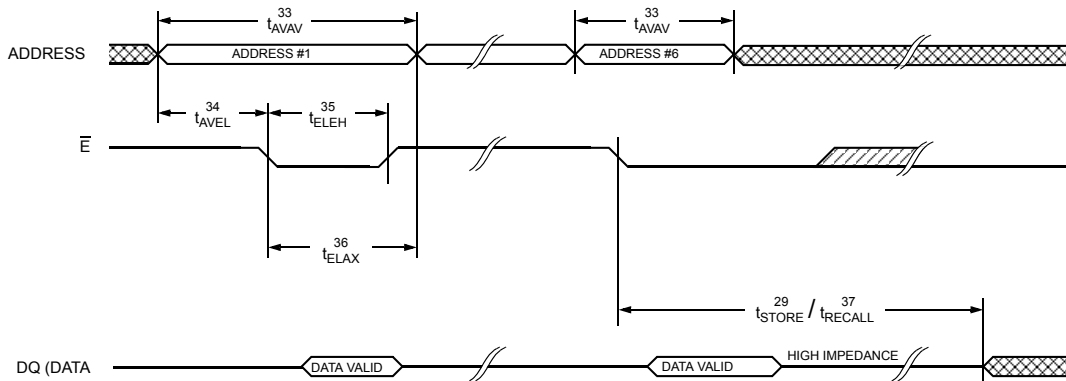 33 33
tAVAV tAVAV
ADDRESS ADDRESS #1 ADDRESS #6
34 35
tAVEL tELEH
E
36
tELAX
29 37
tSTORE / tRECALL
DQ (DATA DATA VALID DATA VALID HIGH IMPEDANCE